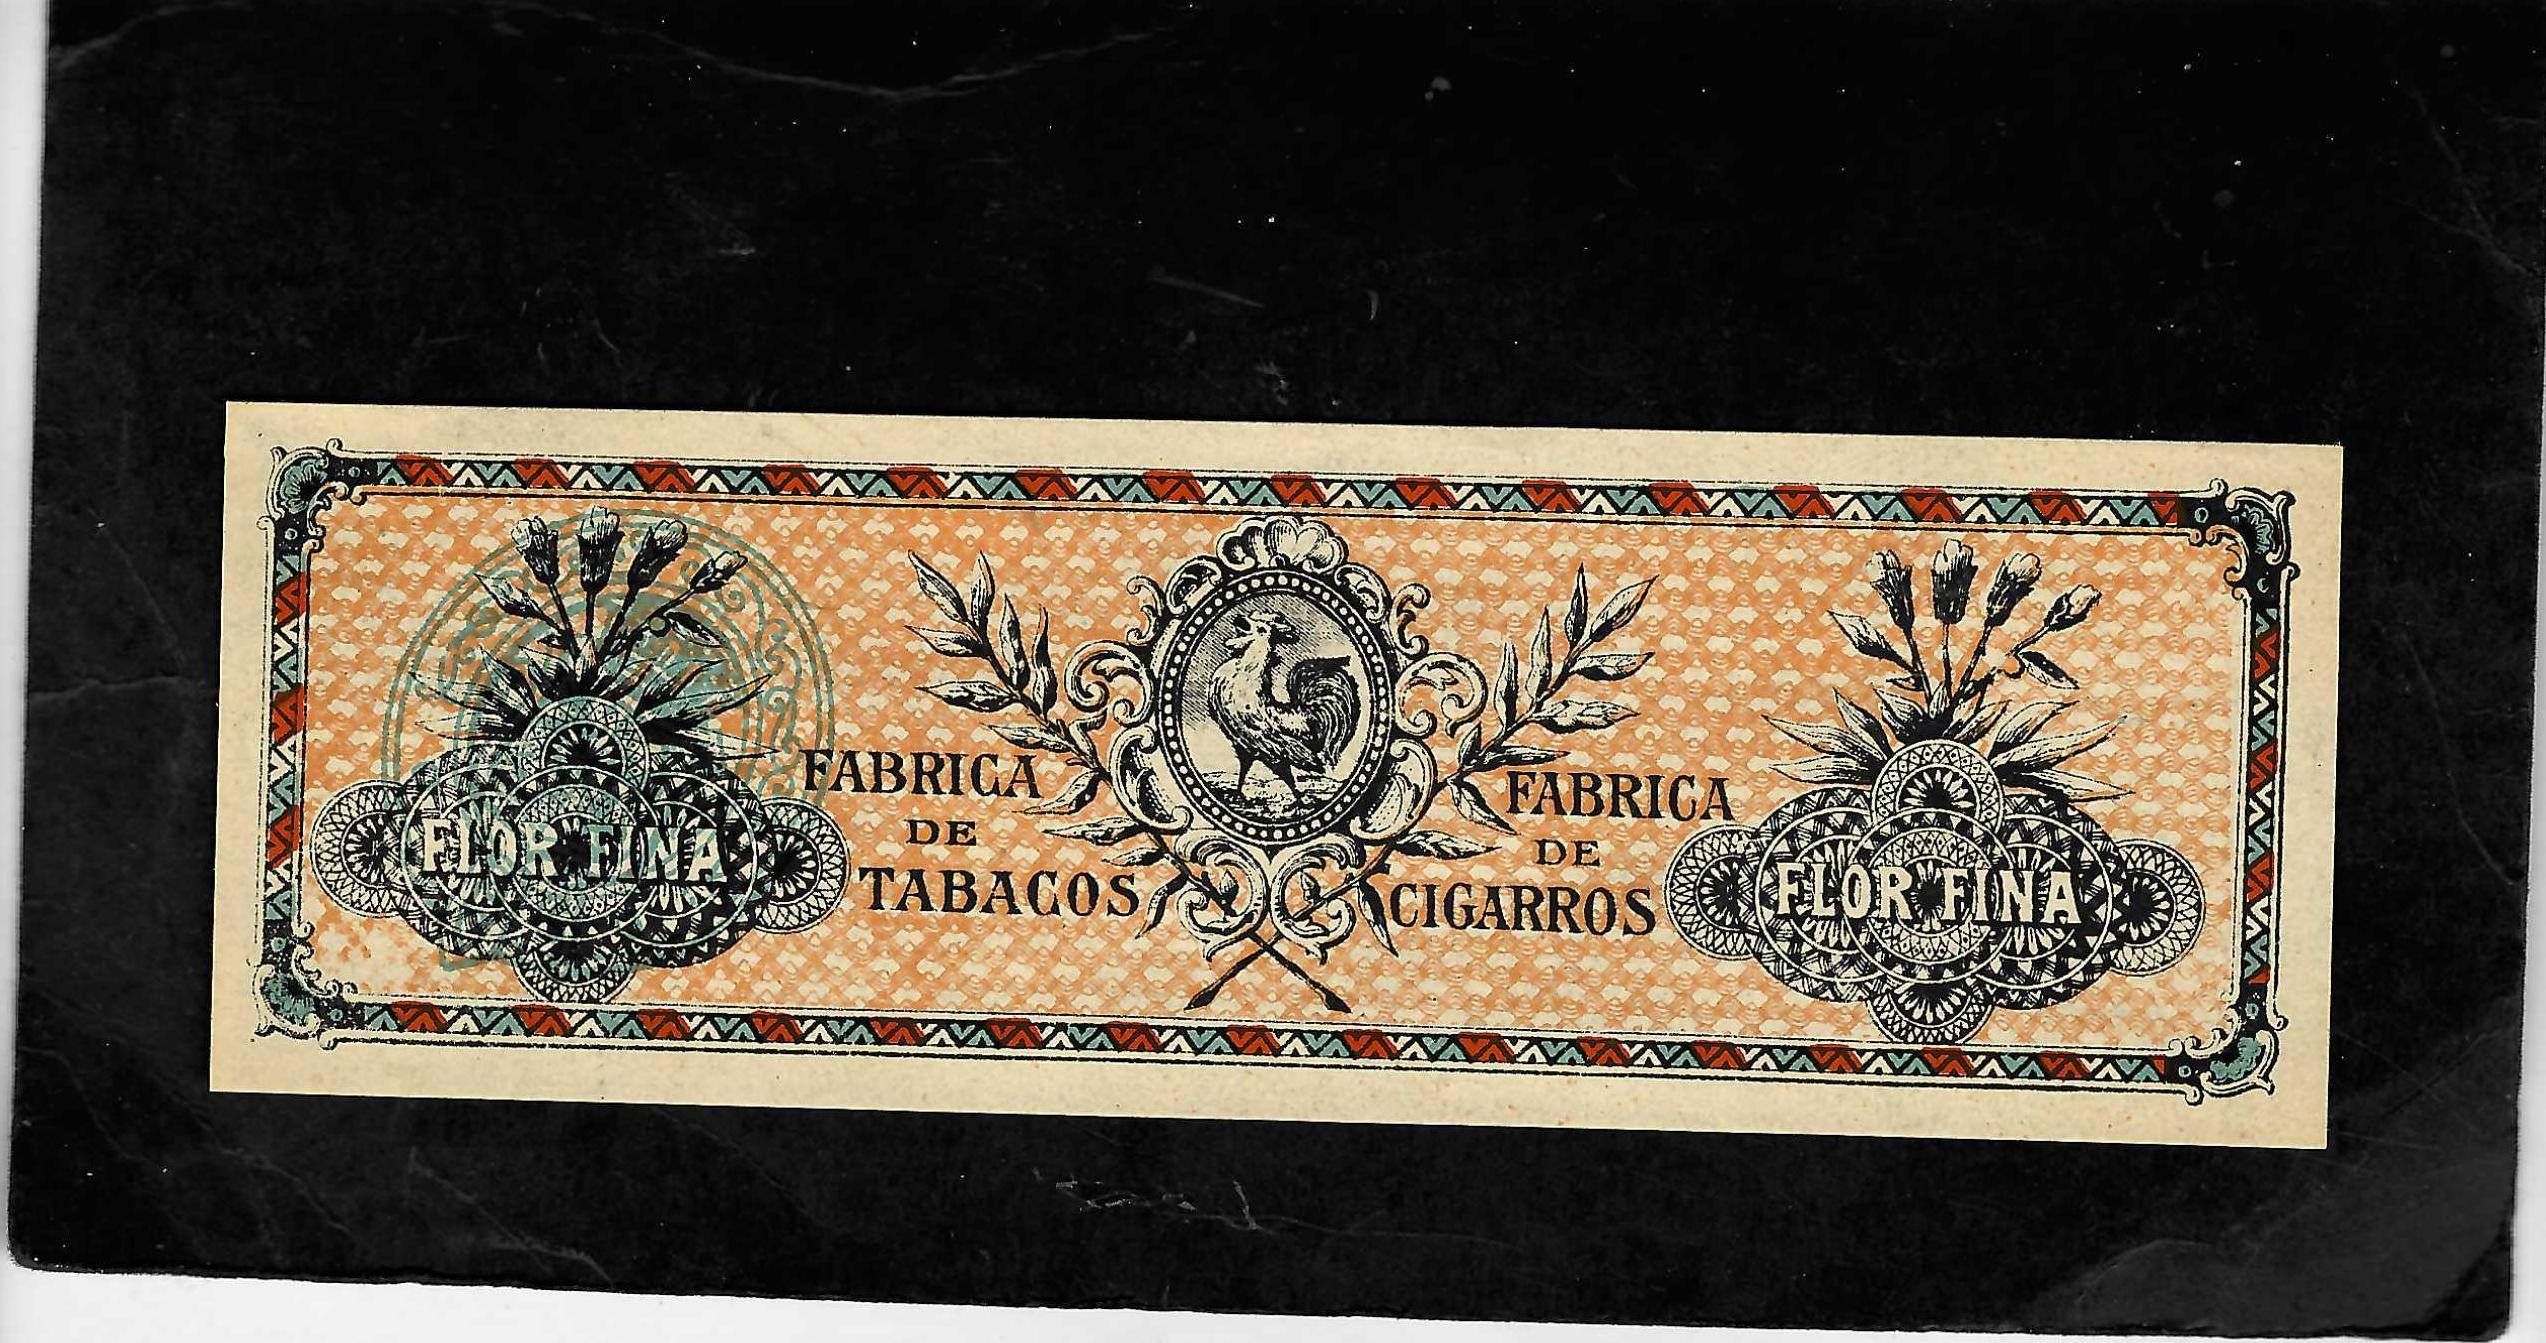 FLOR FINA
FABRICA
DE
TABACOS
FABRICA
DE
CIGARROS
FLOR FINA